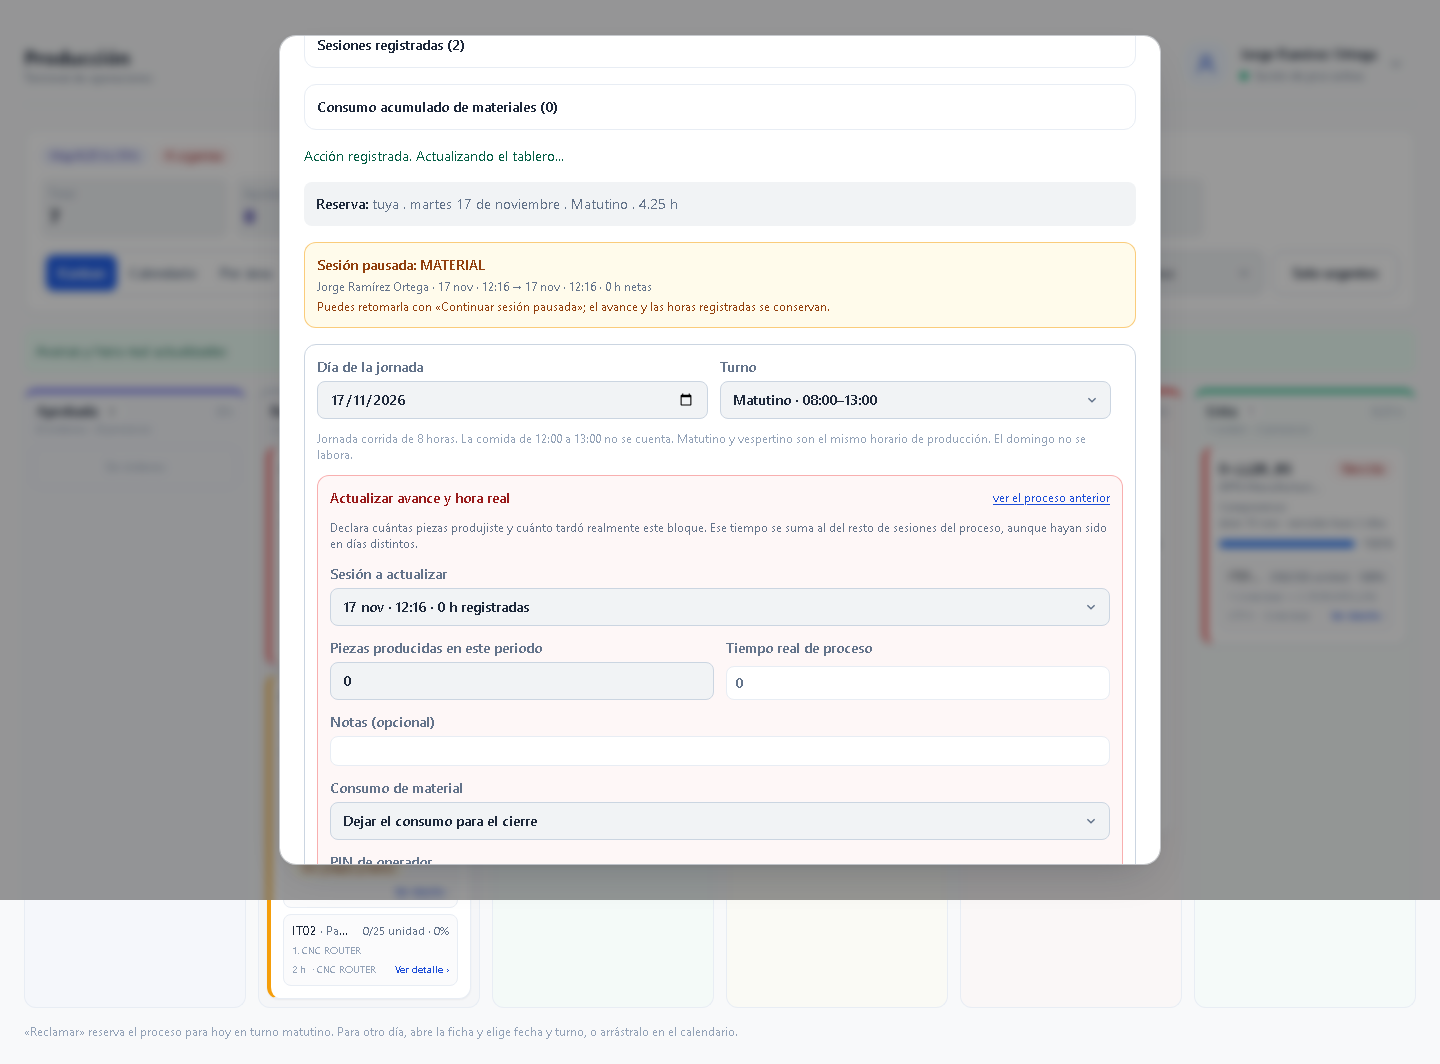 Producción
Sesiones registradas (2)
Consumo acumulado de materiales (0)
Acción registrada. Actualizando el tablero...
Reserva: tuya . martes 17 de noviembre . Matutino . 4.25 h
Sesión pausada: MATERIAL
Jorge Ramírez Ortega · 17 nov · 12:16 → 17 nov · 12:16 · 0 h netas
Puedes retomarla con «Continuar sesión pausada»; el avance y las horas registradas se conservan.
Día de la jornada
Turno
17/11/2026
Matutino · 08:00–13:00
Jornada corrida de 8 horas. La comida de 12:00 a 13:00 no se cuenta. Matutino y vespertino son el mismo horario de producción. El domingo no se
labora.
Actualizar avance y hora real
ver el proceso anterior
Declara cuántas piezas produjiste y cuánto tardó realmente este bloque. Ese tiempo se suma al del resto de sesiones del proceso, aunque hayan sido
en días distintos.
Sesión a actualizar
17 nov · 12:16 · 0 h registradas
Piezas producidas en este periodo
Tiempo real de proceso
0
0
Notas (opcional)
Consumo de material
Dejar el consumo para el cierre
PIN de operador
IT02 · Pa... 0/25 unidad · 0%
1. CNC ROUTER
2 h · CNC ROUTER Ver detalle ›
«Reclamar» reserva el proceso para hoy en turno matutino. Para otro día, abre la ficha y elige fecha y turno, o arrástralo en el calendario.